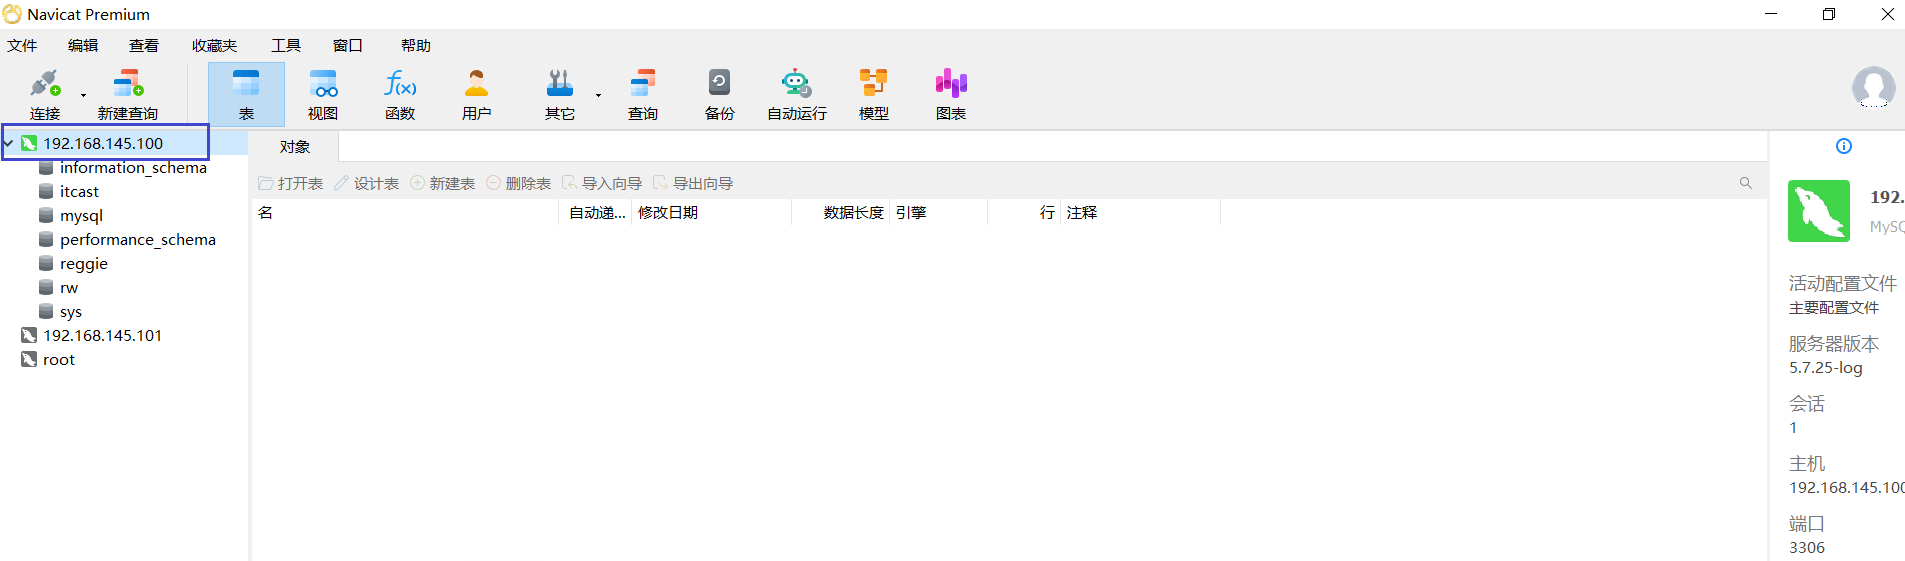 Navicat Premium
文件 编辑 查看 收藏夹 工具 窗口 帮助
连接 新建查询 表 视图 函数 用户 其它 查询 备份 自动运行 模型 图表
192.168.145.100
information_schema
itcast
mysql
performance_schema
reggie
rw
sys
192.168.145.101
root
对象
打开表 设计表 新建表 删除表 导入向导 导出向导
名 自动递... 修改日期 数据长度 引擎 行 注释
192.
MySQ
活动配置文件
主要配置文件
服务器版本
5.7.25-log
会话
1
主机
192.168.145.100
端口
3306